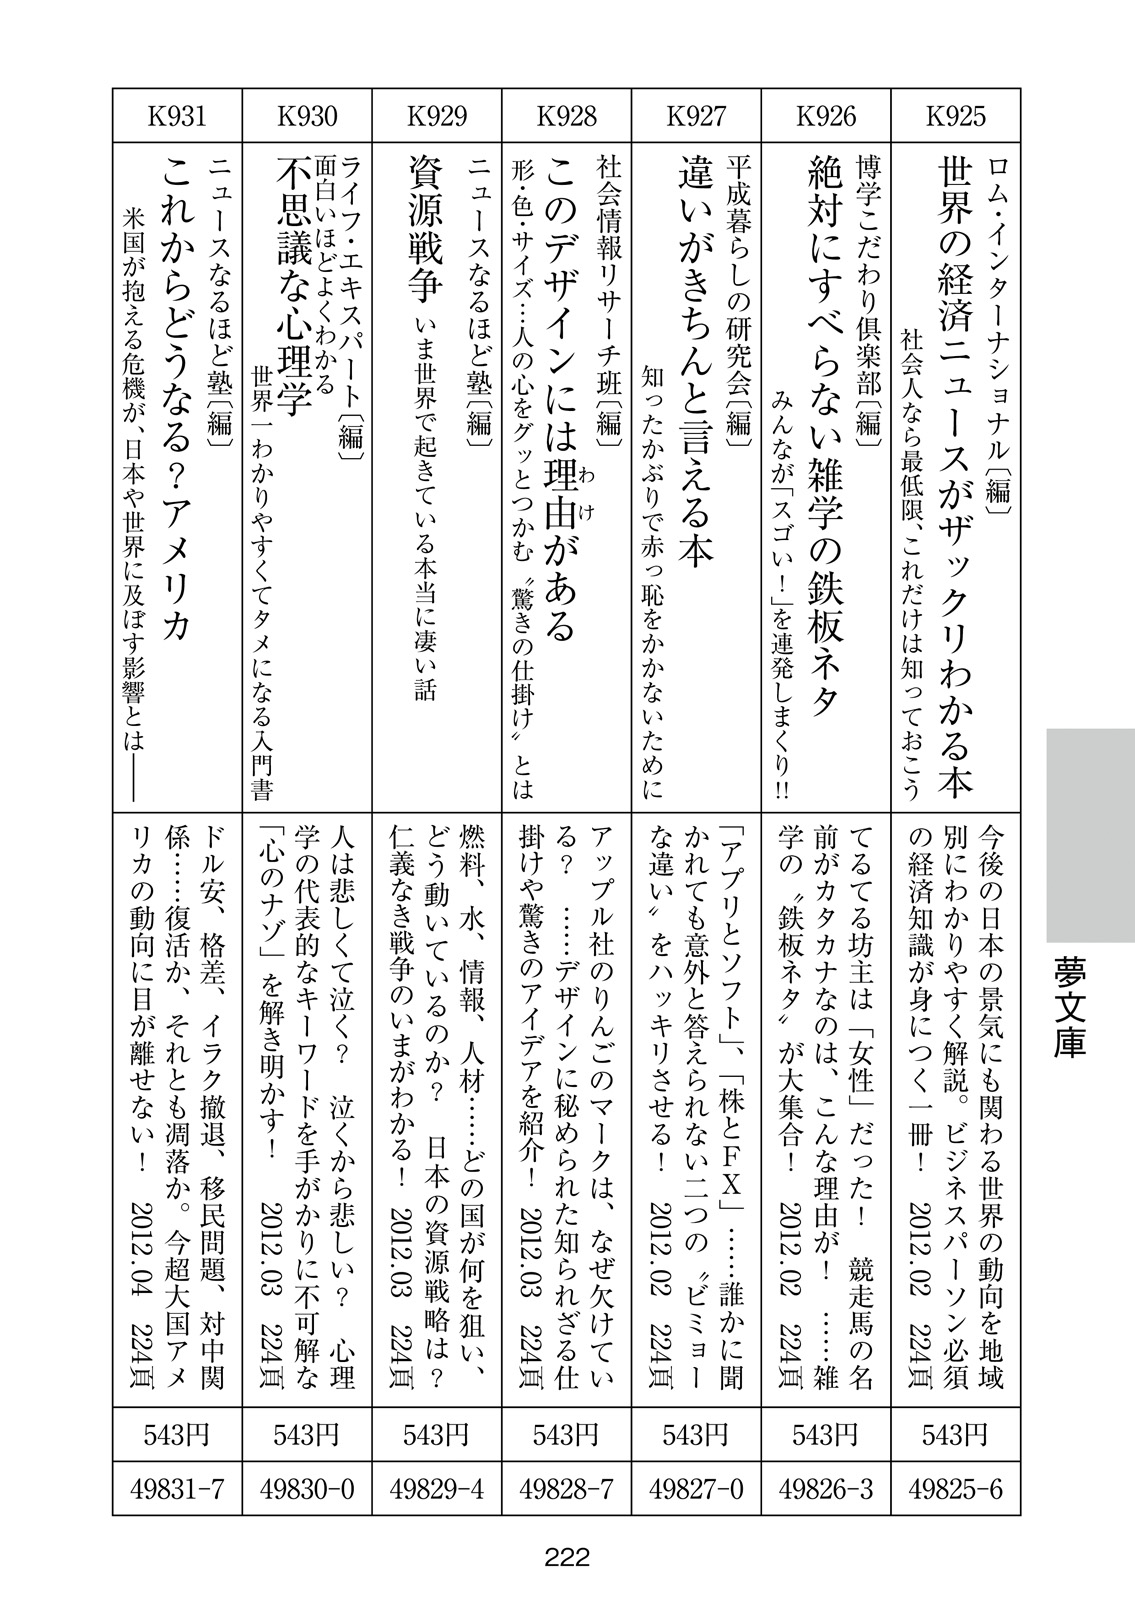 K925
ロム・インターナショナル〔編〕
世界の経済ニュースがザックリわかる本
社会人なら最低限、これだけは知っておこう
今後の日本の景気にも関わる世界の動向を地域
別にわかりやすく解説。ビジネスパーソン必須
の経済知識が身につく一冊！　2012.02　224頁
543円
49825-6
K926
博学こだわり倶楽部〔編〕
絶対にすべらない雑学の鉄板ネタ
みんなが「スゴい！」を連発しまくり!!
てるてる坊主は「女性」だった！　競走馬の名
前がカタカナなのは、こんな理由が！　……雑
学の〝鉄板ネタ〟が大集合！　2012.02　224頁
543円
49826-3
K927
平成暮らしの研究会〔編〕
違いがきちんと言える本
知ったかぶりで赤っ恥をかかないために
「アプリとソフト」、「株とＦＸ」……誰かに聞
かれても意外と答えられない二つの〝ビミョー
な違い〟をハッキリさせる！　2012.02　224頁
543円
49827-0
K928
社会情報リサーチ班〔編〕
このデザインには理由がある
わけ
形・色・サイズ…人の心をグッとつかむ〝驚きの仕掛け〟とは
アップル社のりんごのマークは、なぜ欠けてい
る？　……デザインに秘められた知られざる仕
掛けや驚きのアイデアを紹介！　2012.03　224頁
543円
49828-7
K929
ニュースなるほど塾〔編〕
資源戦争　いま世界で起きている本当に凄い話
燃料、水、情報、人材……どの国が何を狙い、
どう動いているのか？　日本の資源戦略は？
仁義なき戦争のいまがわかる！　2012.03　224頁
543円
49829-4
K930
ライフ・エキスパート〔編〕
面白いほどよくわかる
不思議な心理学
世界一わかりやすくてタメになる入門書
人は悲しくて泣く？　泣くから悲しい？　心理
学の代表的なキーワードを手がかりに不可解な
「心のナゾ」を解き明かす！　2012.03　224頁
543円
49830-0
K931
ニュースなるほど塾〔編〕
これからどうなる？アメリカ
米国が抱える危機が、日本や世界に及ぼす影響とは――
ドル安、格差、イラク撤退、移民問題、対中関
係……復活か、それとも凋落か。今超大国アメ
リカの動向に目が離せない！　2012.04　224頁
543円
49831-7
夢文庫
222